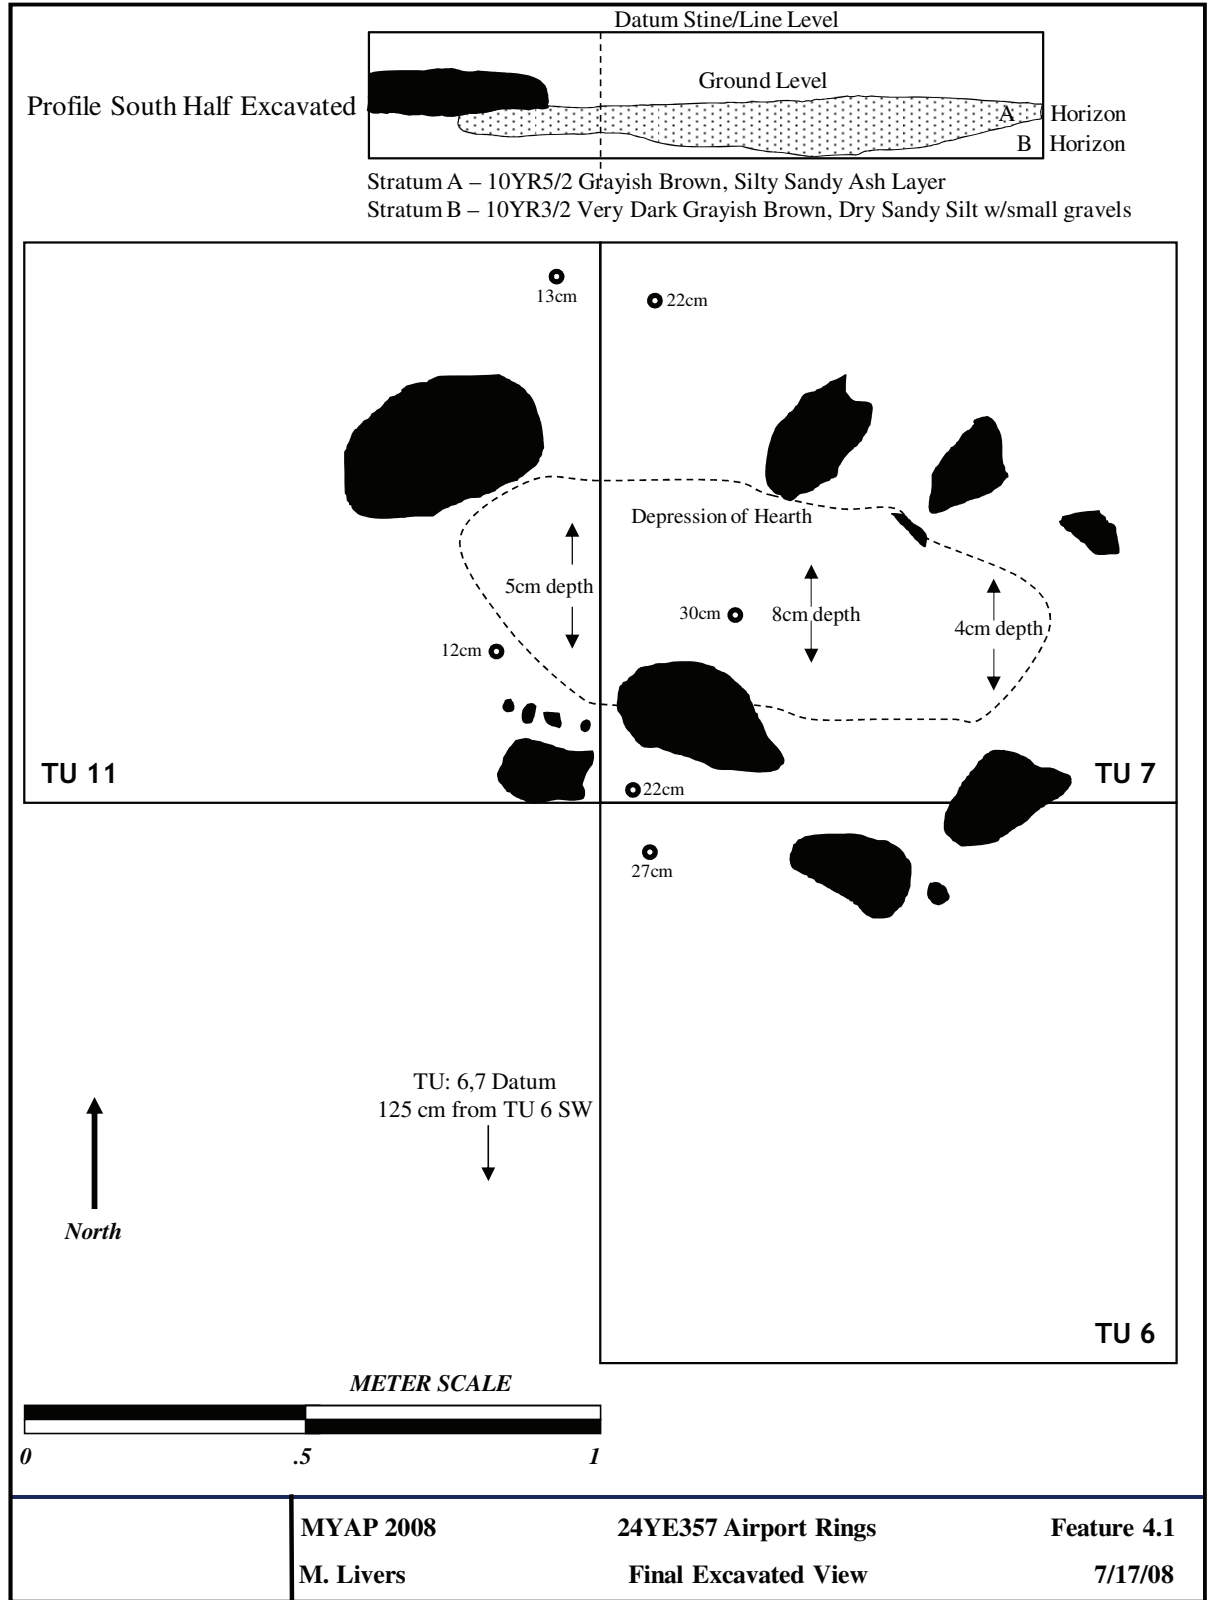 Datum Stine/Line Level
Ground Level
Profile South Half Excavated
A Horizon
B Horizon
Stratum A – 10YR5/2 Grayish Brown, Silty Sandy Ash Layer
Stratum B – 10YR3/2 Very Dark Grayish Brown, Dry Sandy Silt w/small gravels
13cm
22cm
Depression of Hearth
5cm depth
30cm
8cm depth
4cm depth
12cm
TU 11
TU 7
22cm
27cm
TU: 6,7 Datum
125 cm from TU 6 SW
North
TU 6
METER SCALE
0 .5 1
MYAP 2008 24YE357 Airport Rings Feature 4.1
M. Livers Final Excavated View 7/17/08